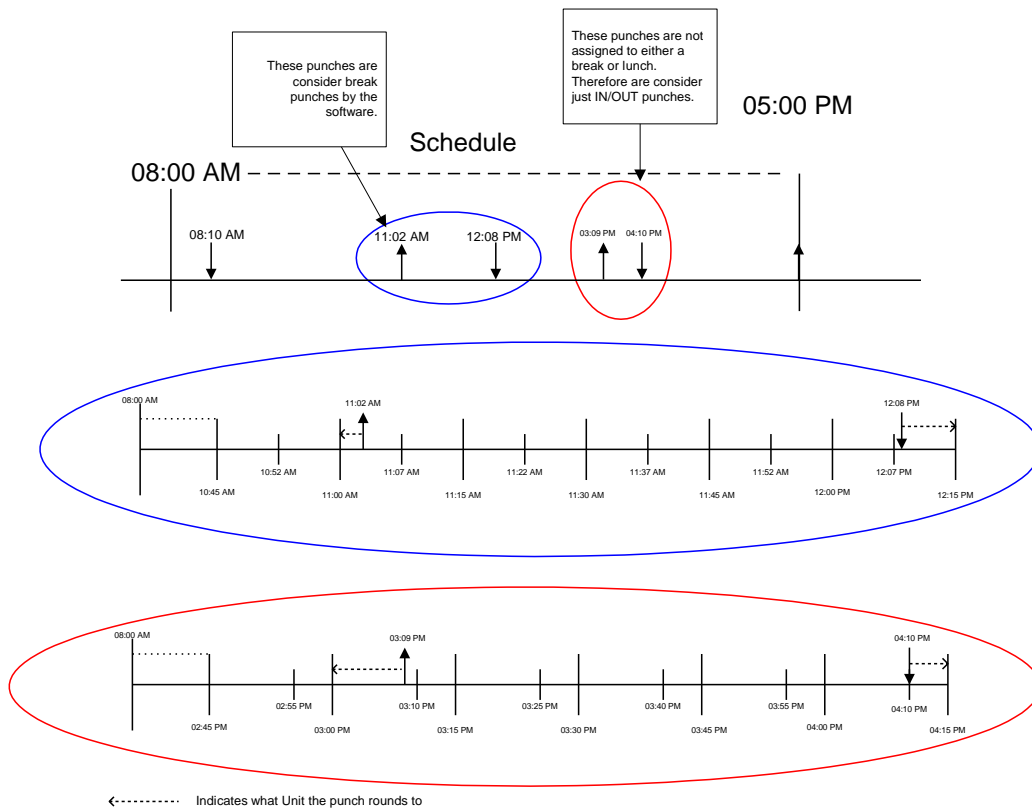 These punches are
consider break
punches by the
software.
These punches are not
assigned to either a
break or lunch.
Therefore are consider
just IN/OUT punches.
05:00 PM
Schedule
08:00 AM
08:10 AM
11:02 AM
12:08 PM
03:09 PM
04:10 PM
08:00 AM
11:02 AM
12:08 PM
10:52 AM
11:07 AM
11:22 AM
11:37 AM
11:52 AM
12:07 PM
10:45 AM
11:00 AM
11:15 AM
11:30 AM
11:45 AM
12:00 PM
12:15 PM
08:00 AM
03:09 PM
04:10 PM
02:55 PM
03:10 PM
03:25 PM
03:40 PM
03:55 PM
04:10 PM
02:45 PM
03:00 PM
03:15 PM
03:30 PM
03:45 PM
04:00 PM
04:15 PM
Indicates what Unit the punch rounds to